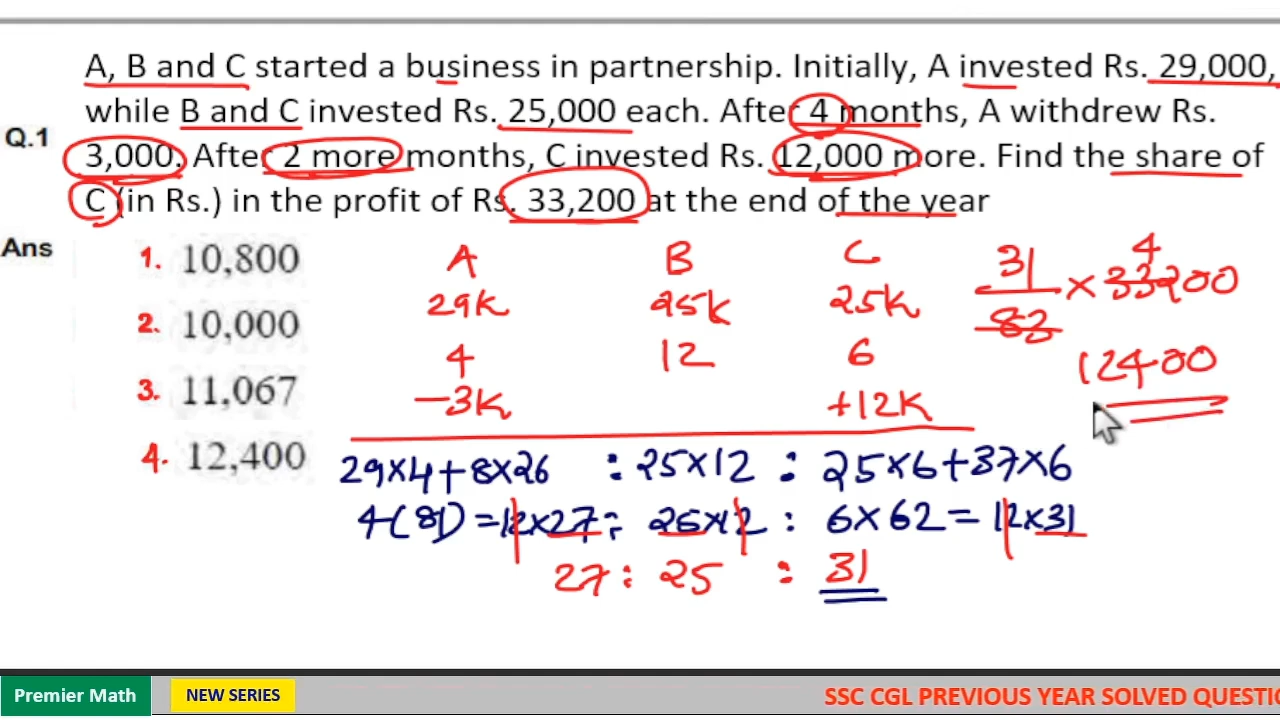 A, B and C started a business in partnership. Initially, A invested Rs. 29,000,
while B and C invested Rs. 25,000 each. After 4 months, A withdrew Rs.
Q.1
3,000. After 2 more months, C invested Rs. 12,000 more. Find the share of
C (in Rs.) in the profit of Rs. 33,200 at the end of the year
Ans
1. 10,800
2. 10,000
3. 11,067
4. 12,400
A B C
29K 25K 25K
4 12 6
-3K +12K
29×4+8×26 : 25×12 : 25×6+37×6
4(81) = 12×27 : 25×12 : 6×62 = 12×31
27 : 25 : 31
31 4
× 33200
83
12400
Premier Math
NEW SERIES
SSC CGL PREVIOUS YEAR SOLVED QUESTIO